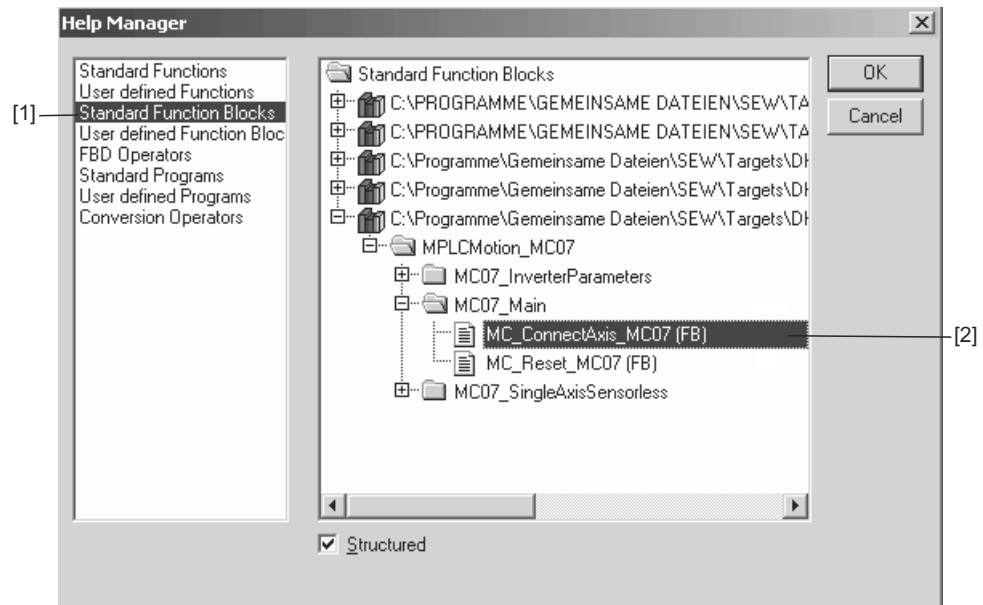 Help Manager
[1]
Standard Functions
User defined Functions
Standard Function Blocks
User defined Function Bloc
FBD Operators
Standard Programs
User defined Programs
Conversion Operators
Standard Function Blocks
C:\PROGRAMME\GEMEINSAME DATEIEN\SEW\TA
C:\PROGRAMME\GEMEINSAME DATEIEN\SEW\TA
C:\Programme\Gemeinsame Dateien\SEW\Targets\DH
C:\Programme\Gemeinsame Dateien\SEW\Targets\DH
C:\Programme\Gemeinsame Dateien\SEW\Targets\DH
MPLCMotion_MC07
MC07_InverterParameters
MC07_Main
MC_ConnectAxis_MC07 (FB)
[2]
MC_Reset_MC07 (FB)
MC07_SingleAxisSensorless
OK
Cancel
Structured